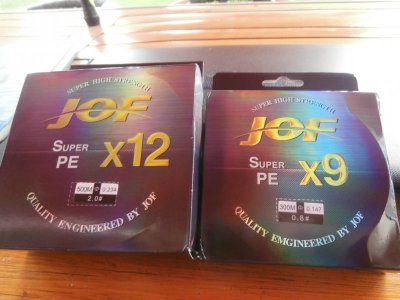 SUPER HIGH STRENGTH
JOF
SUPER
PE
X12
500M 0.234
2.0#
QUALITY ENGINEERED BY JOF
SUPER HIGH STRENGTH
JOF
SUPER
PE
x9
300M 0.147
0.8#
QUALITY EMGINEERED BY JOF